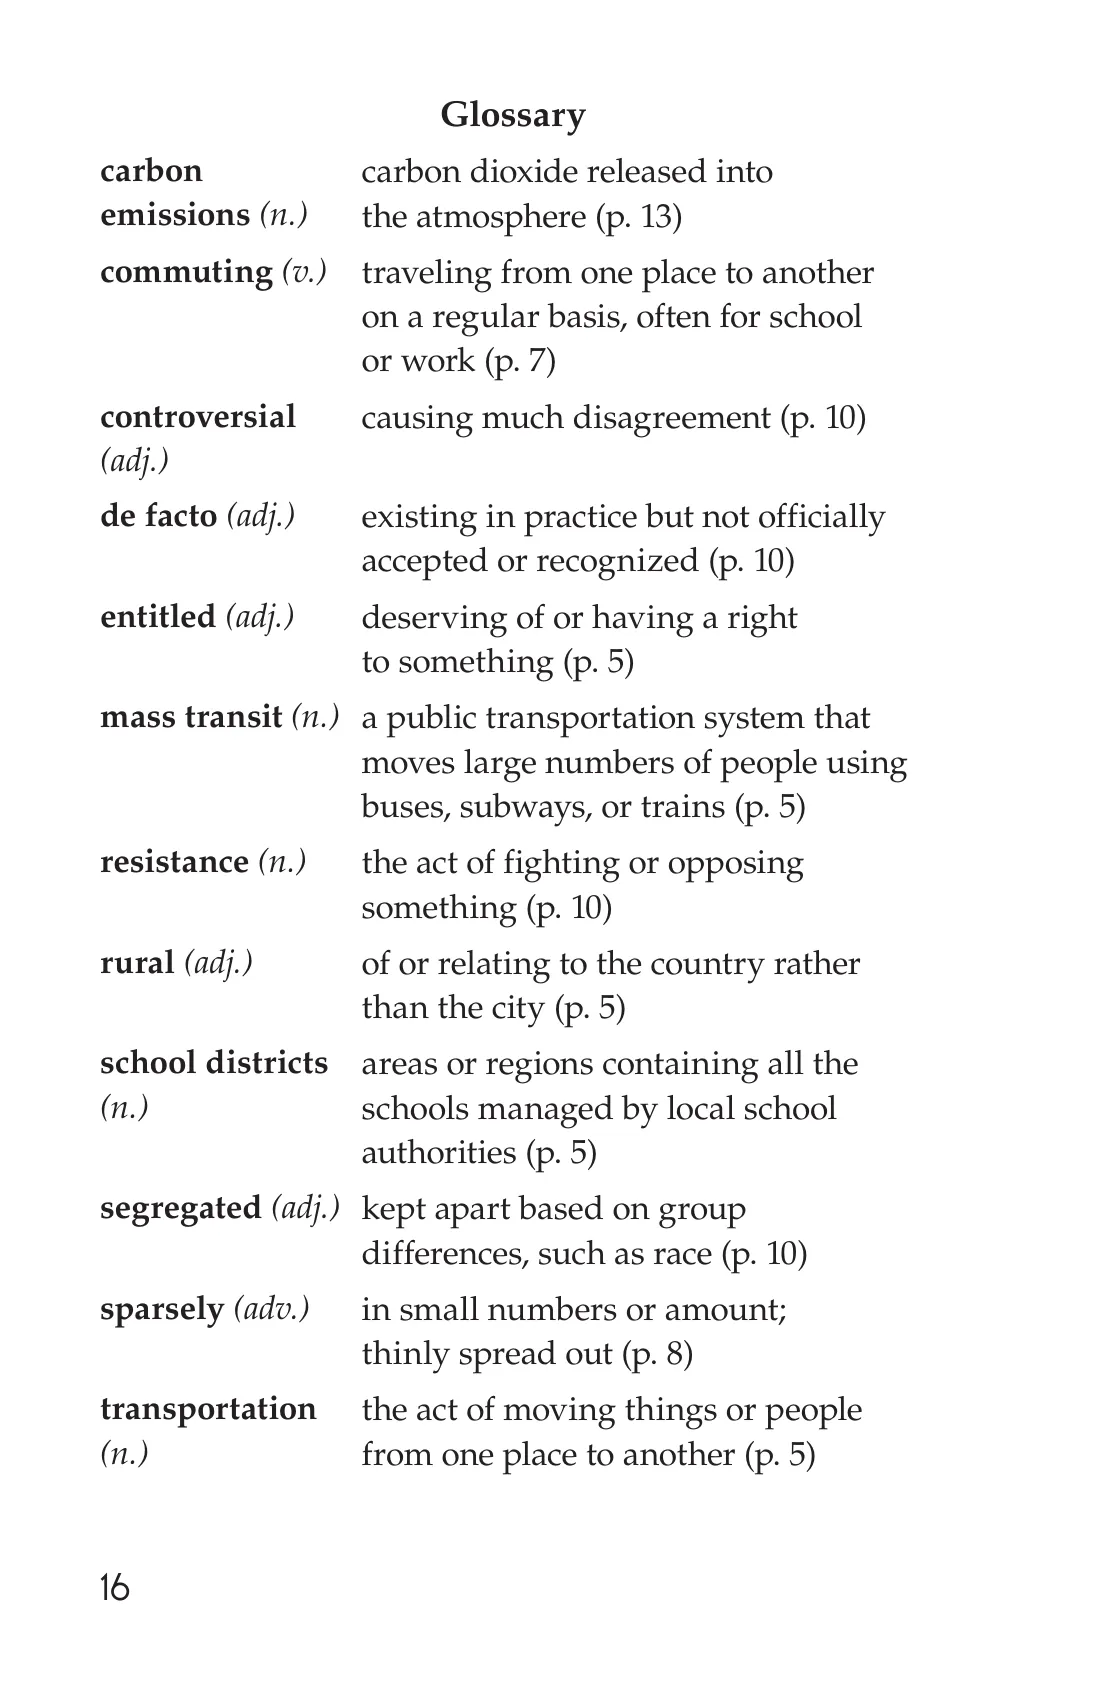 Glossary
carbon carbon dioxide released into
emissions (n.) the atmosphere (p. 13)
commuting (v.) traveling from one place to another
on a regular basis, often for school
or work (p. 7)
controversial causing much disagreement (p. 10)
(adj.)
de facto (adj.) existing in practice but not officially
accepted or recognized (p. 10)
entitled (adj.) deserving of or having a right
to something (p. 5)
mass transit (n.) a public transportation system that
moves large numbers of people using
buses, subways, or trains (p. 5)
resistance (n.) the act of fighting or opposing
something (p. 10)
rural (adj.) of or relating to the country rather
than the city (p. 5)
school districts areas or regions containing all the
(n.) schools managed by local school
authorities (p. 5)
segregated (adj.) kept apart based on group
differences, such as race (p. 10)
sparsely (adv.) in small numbers or amount;
thinly spread out (p. 8)
transportation the act of moving things or people
(n.) from one place to another (p. 5)
16